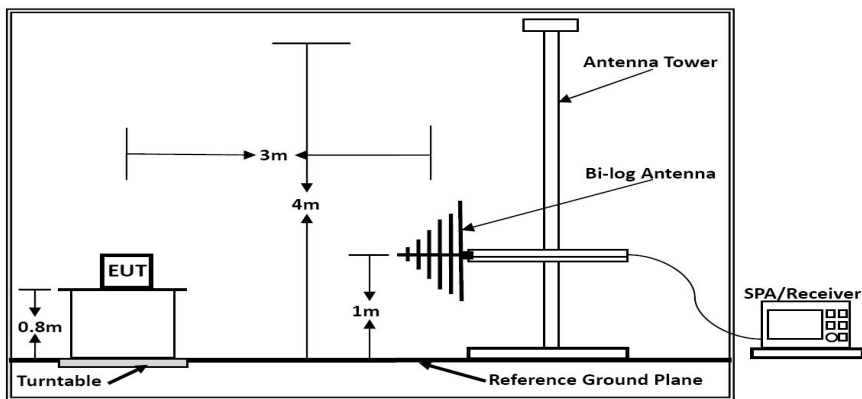 Antenna Tower
3m
Bi-log Antenna
4m
EUT
SPA/Receiver
0.8m
1m
Turntable
Reference Ground Plane